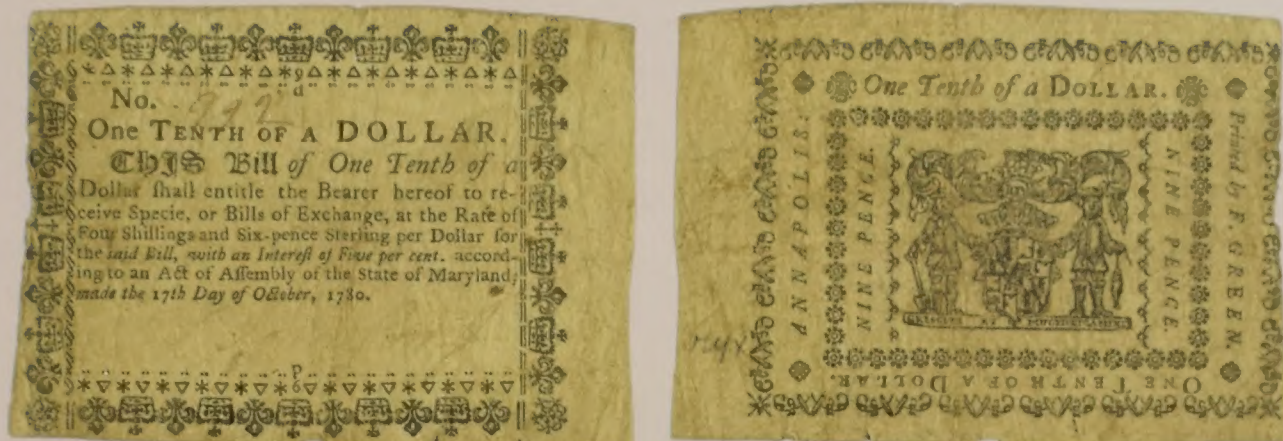 9
d
No. 992
One TENTH OF A DOLLAR.
THIS Bill of One Tenth of a
Dollar ſhall entitle the Bearer hereof to re-
ceive Specie, or Bills of Exchange, at the Rate of
Four Shillings and Six-pence Sterling per Dollar for
the ſaid Bill, with an Intereſt of Five per cent. accord-
ing to an Act of Aſſembly of the State of Maryland,
made the 17th Day of October, 1780.
One Tenth of a DOLLAR.
ANNAPOLIS:
NINE PENCE.
NINE PENCE.
Printed by F. GREEN.
ONE TENTH OF A DOLLAR.